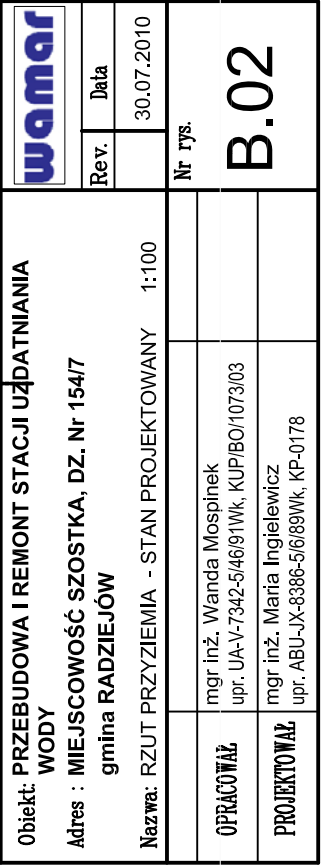 Obiekt: PRZEBUDOWA I REMONT STACJI UZDATNIANIA
WODY
Adres : MIEJSCOWOŚĆ SZOSTKA, DZ. Nr 154/7
gmina RADZIEJÓW
Nazwa: RZUT PRZYZIEMIA - STAN PROJEKTOWANY 1:100
wamar
Rev. Data
30.07.2010
Nr rys.
B.02
OPRACOWAŁ mgr inż. Wanda Mospinek
upr. UA-V-7342-5/46/91Wk, KUP/BO/1073/03
PROJEKTOWAŁ mgr inż. Maria Ingielewicz
upr. ABU-JX-8386-5/6/89Wk, KP-0178